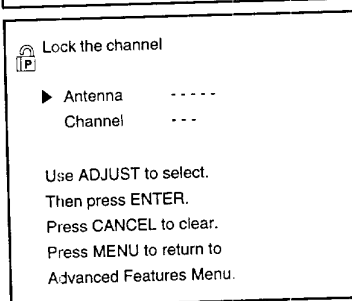 Lock the channel
P
▶ Antenna - - - - -
Channel - - -
Use ADJUST to select.
Then press ENTER.
Press CANCEL to clear.
Press MENU to return to
Advanced Features Menu.